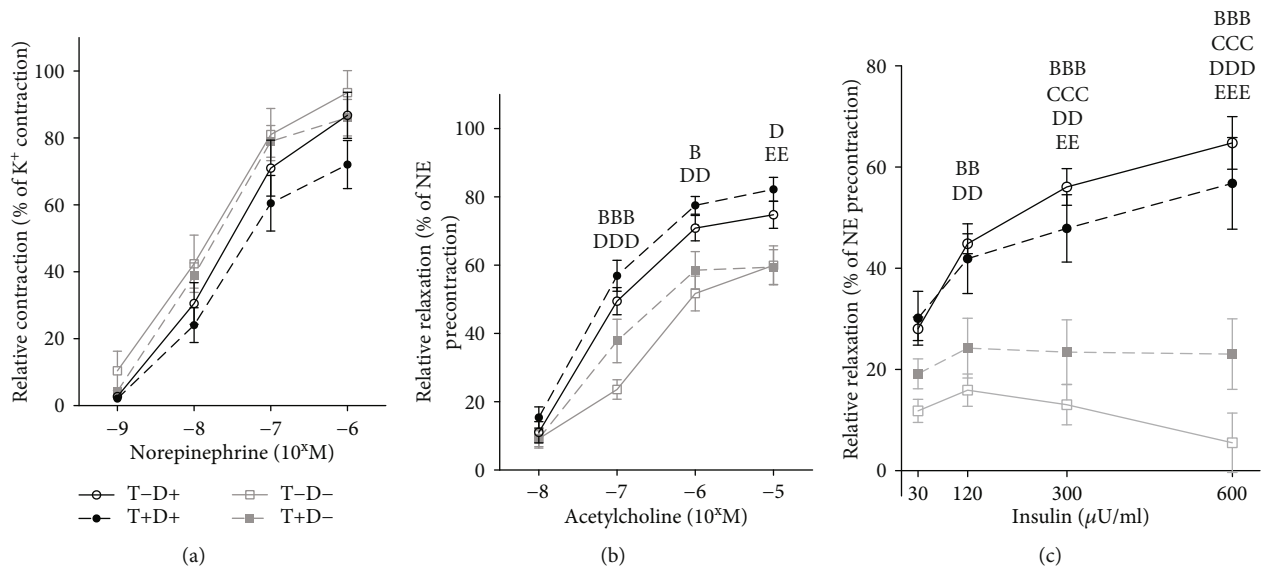 Relative contraction (% of K⁺ contraction)
100
80
60
40
20
0
−9
−8
−7
−6
Norepinephrine (10ˣM)
T−D+
T−D−
T+D+
T+D−
(a)
Relative relaxation (% of NE
precontraction)
100
80
60
40
20
0
BBB
DDD
B
DD
D
EE
−8
−7
−6
−5
Acetylcholine (10ˣM)
(b)
Relative relaxation (% of NE precontraction)
80
60
40
20
0
BB
DD
BBB
CCC
DD
EE
BBB
CCC
DDD
EEE
30
120
300
600
Insulin (μU/ml)
(c)